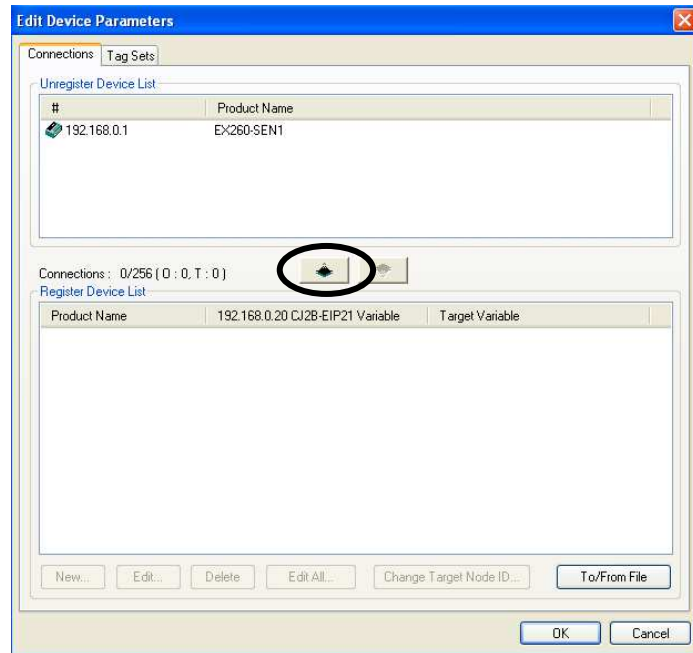 Edit Device Parameters
Connections Tag Sets
Unregister Device List
# Product Name
192.168.0.1 EX260-SEN1
Connections : 0/256 ( O : 0, T : 0 )
Register Device List
Product Name 192.168.0.20 CJ2B-EIP21 Variable Target Variable
New... Edit... Delete Edit All... Change Target Node ID... To/From File
OK Cancel